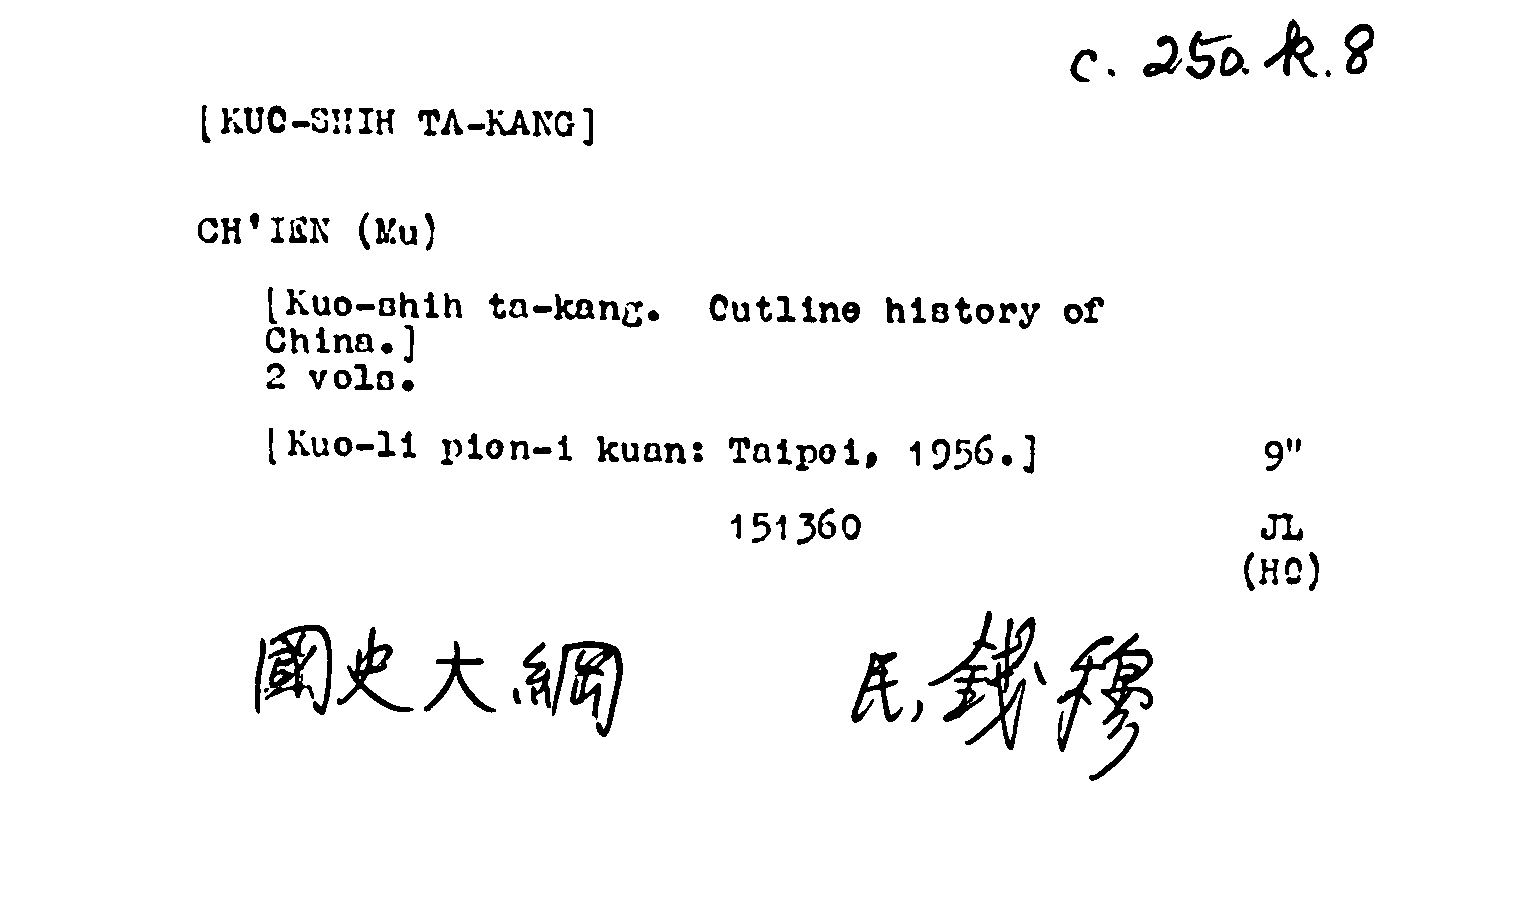 c. 250. k. 8
[KUO-SHIH TA-KANG]
CH'IEN (Mu)
[Kuo-shih ta-kang. Outline history of
China.]
2 vols.
[Kuo-li pien-i kuan: Taipei, 1956.] 9"
151360 JL
(HO)
國史大綱 民,錢穆